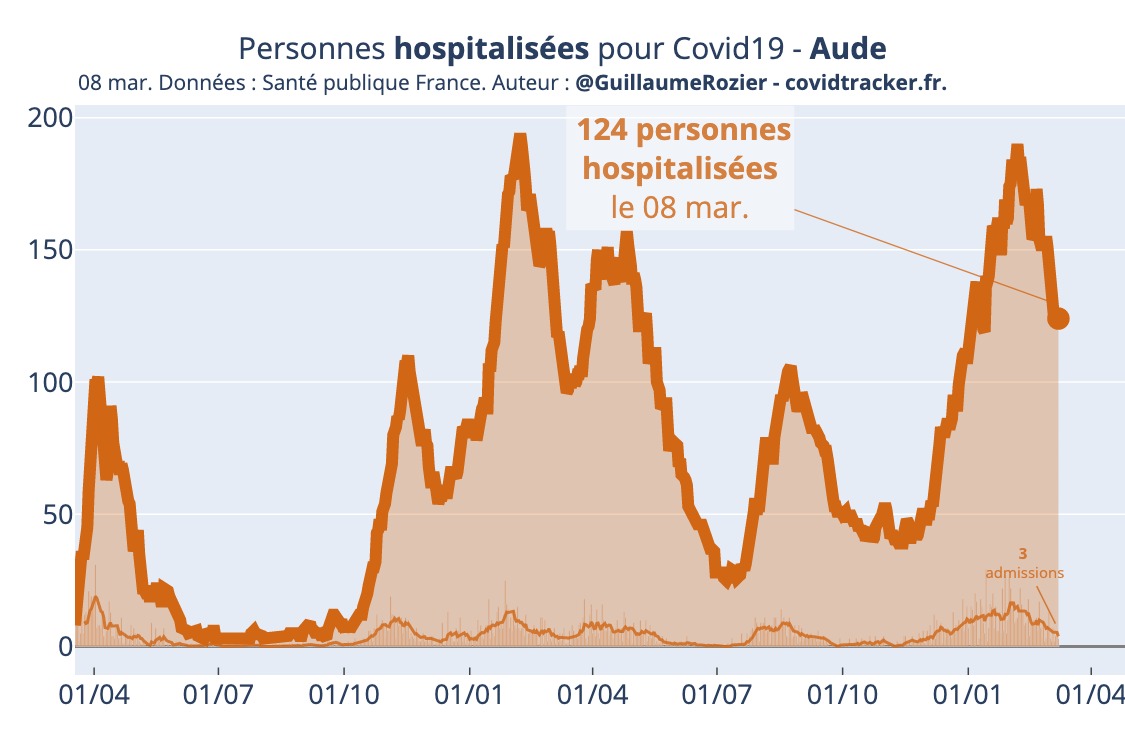 Personnes hospitalisées pour Covid19 - Aude
08 mar. Données : Santé publique France. Auteur : @GuillaumeRozier - covidtracker.fr.
200
124 personnes
hospitalisées
le 08 mar.
150
100
50
3
admissions
0
01/04 01/07 01/10 01/01 01/04 01/07 01/10 01/01 01/04